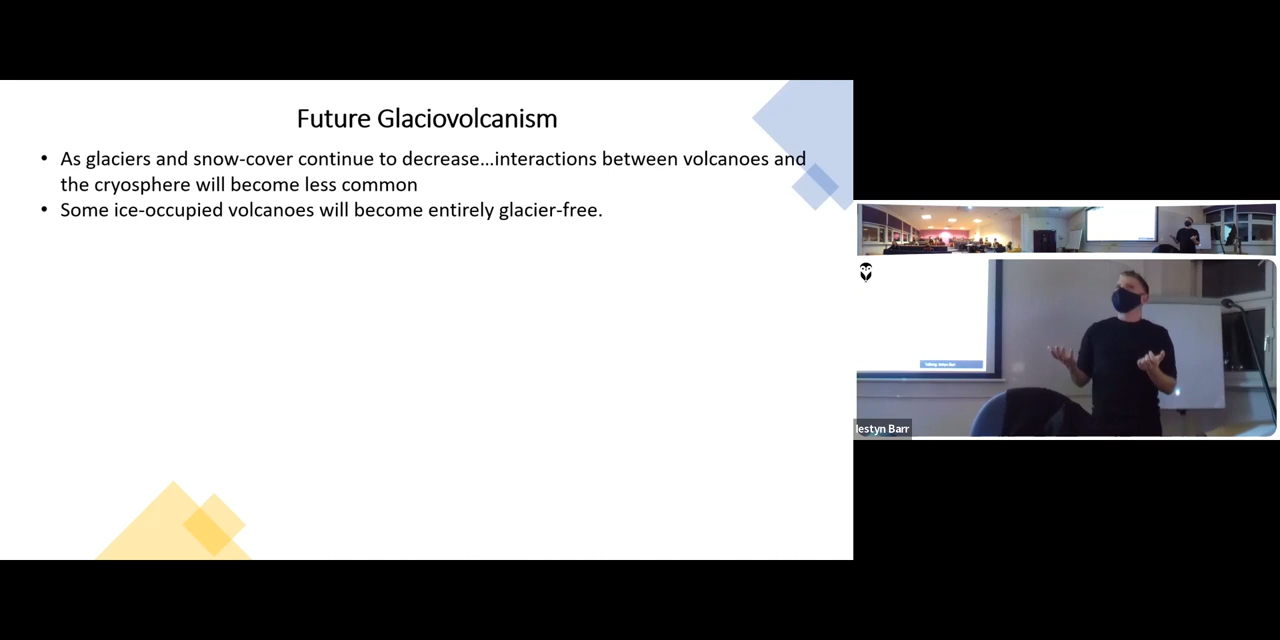 Future Glaciovolcanism
• As glaciers and snow-cover continue to decrease...interactions between volcanoes and
the cryosphere will become less common
• Some ice-occupied volcanoes will become entirely glacier-free.
Iestyn Barr